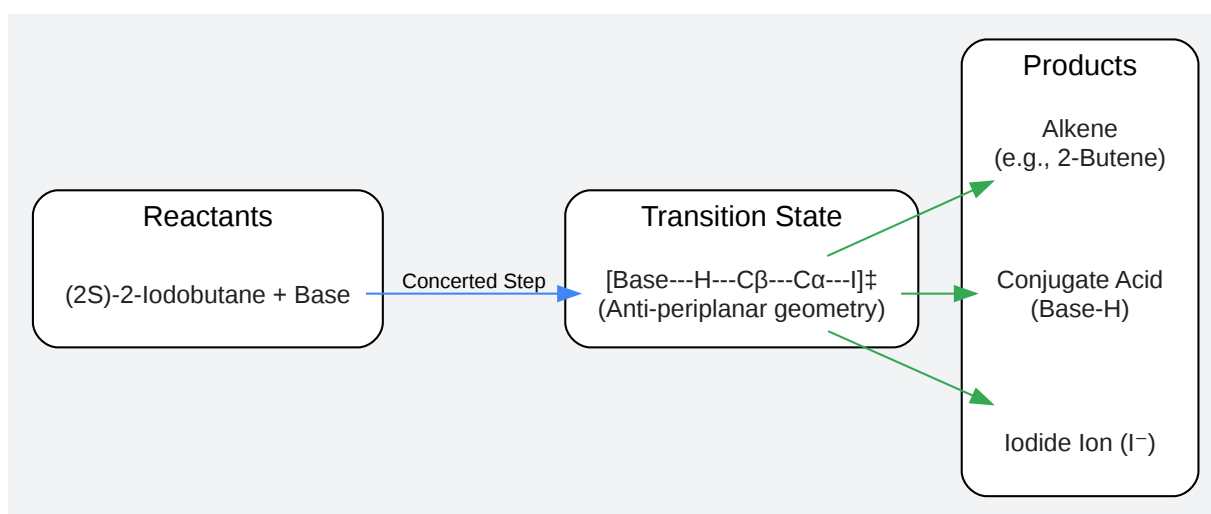 Reactants
(2S)-2-Iodobutane + Base
Concerted Step
Transition State
[Base---H---Cβ---Cα---I]‡
(Anti-periplanar geometry)
Products
Alkene
(e.g., 2-Butene)
Conjugate Acid
(Base-H)
Iodide Ion (I⁻)